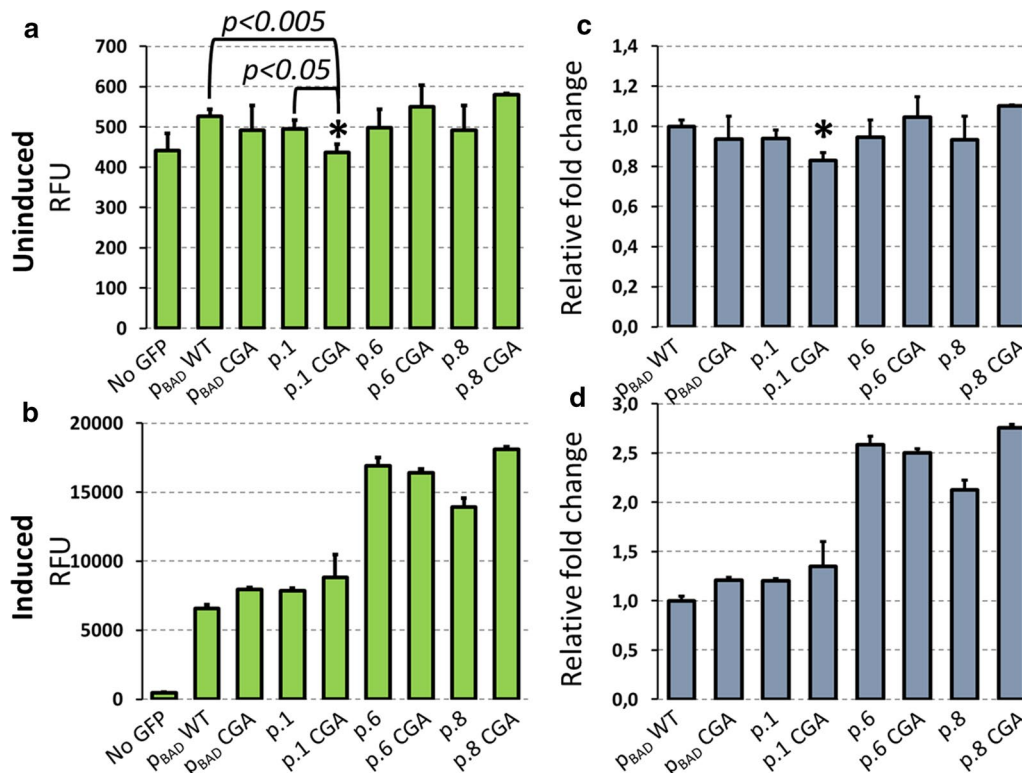 a
p<0.005
p<0.05
*
Uninduced
RFU
700
600
500
400
300
200
100
0
No GFP
pBAD WT
pBAD CGA
p.1
p.1 CGA
p.6
p.6 CGA
p.8
p.8 CGA
c
*
Relative fold change
1,4
1,2
1,0
0,8
0,6
0,4
0,2
0,0
pBAD WT
pBAD CGA
p.1
p.1 CGA
p.6
p.6 CGA
p.8
p.8 CGA
b
Induced
RFU
20000
15000
10000
5000
0
No GFP
pBAD WT
pBAD CGA
p.1
p.1 CGA
p.6
p.6 CGA
p.8
p.8 CGA
d
Relative fold change
3,0
2,5
2,0
1,5
1,0
0,5
0,0
pBAD WT
pBAD CGA
p.1
p.1 CGA
p.6
p.6 CGA
p.8
p.8 CGA